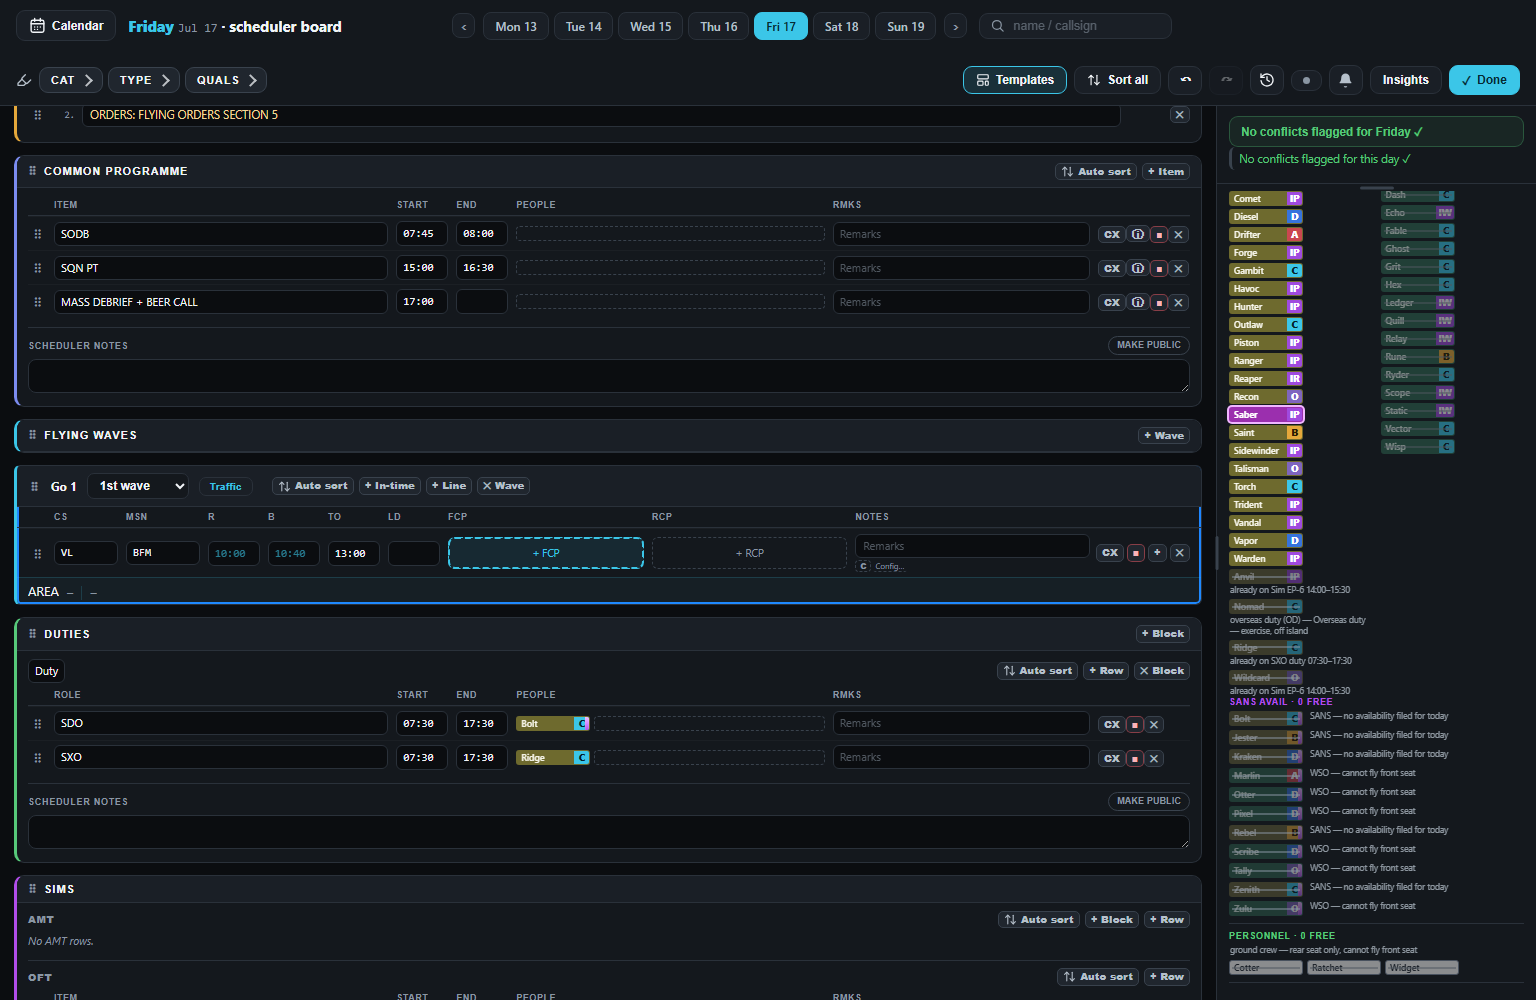 Calendar
Friday Jul 17 · scheduler board
‹ Mon 13 Tue 14 Wed 15 Thu 16 Fri 17 Sat 18 Sun 19 ›
name / callsign
CAT TYPE QUALS
Templates Sort all Insights ✓ Done
2. ORDERS: FLYING ORDERS SECTION 5
COMMON PROGRAMME Auto sort + Item
ITEM START END PEOPLE RMKS
SODB 07:45 08:00 Remarks CX
SQN PT 15:00 16:30 Remarks CX
MASS DEBRIEF + BEER CALL 17:00 Remarks CX
SCHEDULER NOTES MAKE PUBLIC
FLYING WAVES + Wave
Go 1 1st wave Traffic Auto sort + In-time + Line ✕ Wave
CS MSN R B TO LD FCP RCP NOTES
VL BFM 10:00 10:40 13:00 + FCP + RCP Remarks CX
C Config...
AREA – | –
DUTIES + Block
Duty Auto sort + Row ✕ Block
ROLE START END PEOPLE RMKS
SDO 07:30 17:30 Bolt C Remarks CX
SXO 07:30 17:30 Ridge C Remarks CX
SCHEDULER NOTES MAKE PUBLIC
SIMS
AMT Auto sort + Block + Row
No AMT rows.
OFT Auto sort + Row
ITEM START END PEOPLE RMKS
No conflicts flagged for Friday ✓
No conflicts flagged for this day ✓
Comet IP
Diesel D
Drifter A
Forge IP
Gambit C
Havoc IP
Hunter IP
Outlaw C
Piston IP
Ranger IP
Reaper IR
Recon O
Saber IP
Saint B
Sidewinder IP
Talisman O
Torch C
Trident IP
Vandal IP
Vapor D
Warden IP
Anvil IP
already on Sim EP-6 14:00–15:30
Nomad C
overseas duty (OD) — Overseas duty
— exercise, off island
Ridge C
already on SXO duty 07:30–17:30
Wildcard O
already on Sim EP-6 14:00–15:30
Dash C
Echo IW
Fable C
Ghost C
Grit C
Hex C
Ledger IW
Quill IW
Relay IW
Rune B
Ryder C
Scope IW
Static IW
Vector C
Wisp C
SANS AVAIL · 0 FREE
Bolt C SANS — no availability filed for today
Jester B SANS — no availability filed for today
Kraken D SANS — no availability filed for today
Marlin A WSO — cannot fly front seat
Otter D WSO — cannot fly front seat
Pixel D WSO — cannot fly front seat
Rebel B SANS — no availability filed for today
Scribe D WSO — cannot fly front seat
Tally O WSO — cannot fly front seat
Zenith C SANS — no availability filed for today
Zulu O WSO — cannot fly front seat
PERSONNEL · 0 FREE
ground crew — rear seat only, cannot fly front seat
Cotter Ratchet Widget